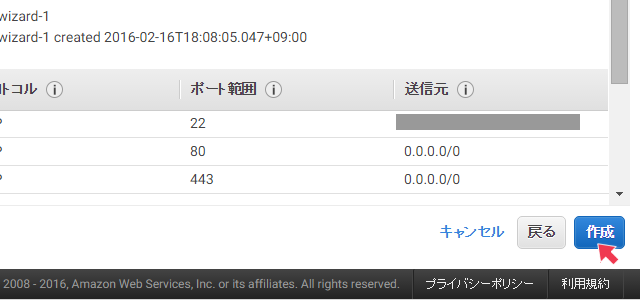 wizard-1
wizard-1 created 2016-02-16T18:08:05.047+09:00
トコル ポート範囲 送信元
22
80 0.0.0.0/0
443 0.0.0.0/0
キャンセル 戻る 作成
2008 - 2016, Amazon Web Services, Inc. or its affiliates. All rights reserved. プライバシーポリシー 利用規約